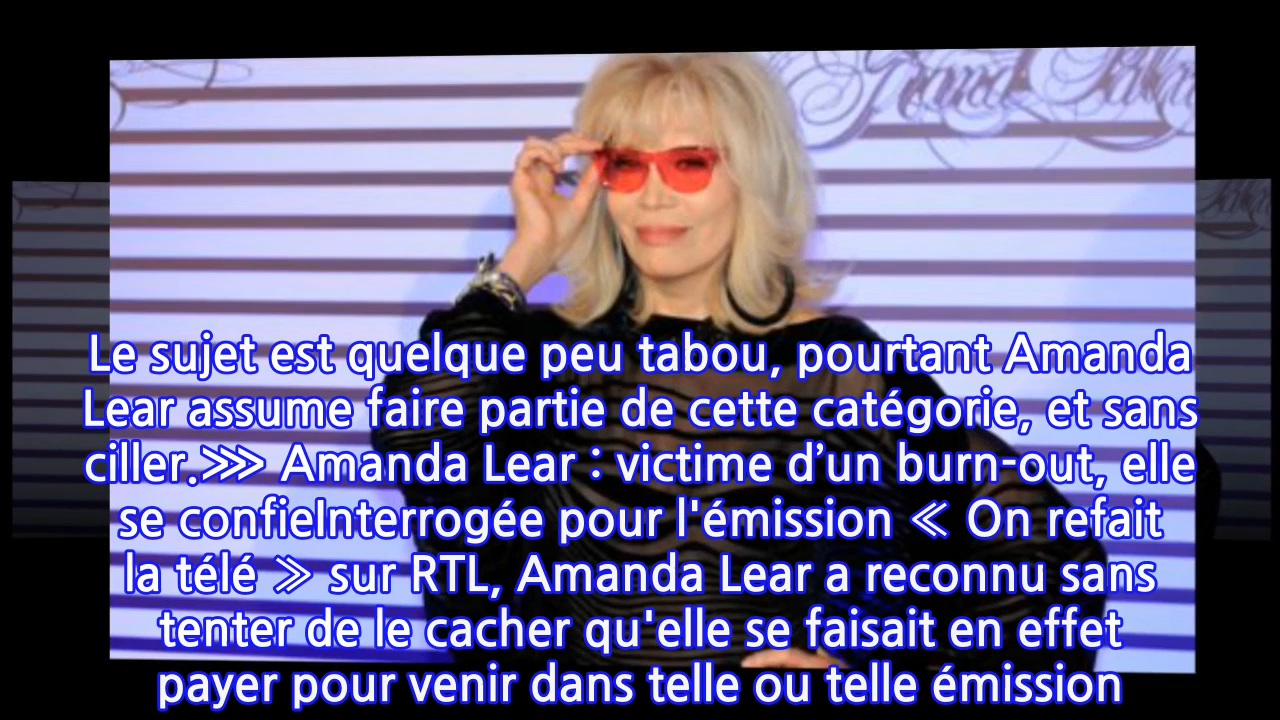 Grand Palais
Le sujet est quelque peu tabou, pourtant Amanda
Lear assume faire partie de cette catégorie, et sans
ciller.⋙ Amanda Lear : victime d’un burn-out, elle
se confieInterrogée pour l'émission ≪ On refait
la télé ≫ sur RTL, Amanda Lear a reconnu sans
tenter de le cacher qu'elle se faisait en effet
payer pour venir dans telle ou telle émission